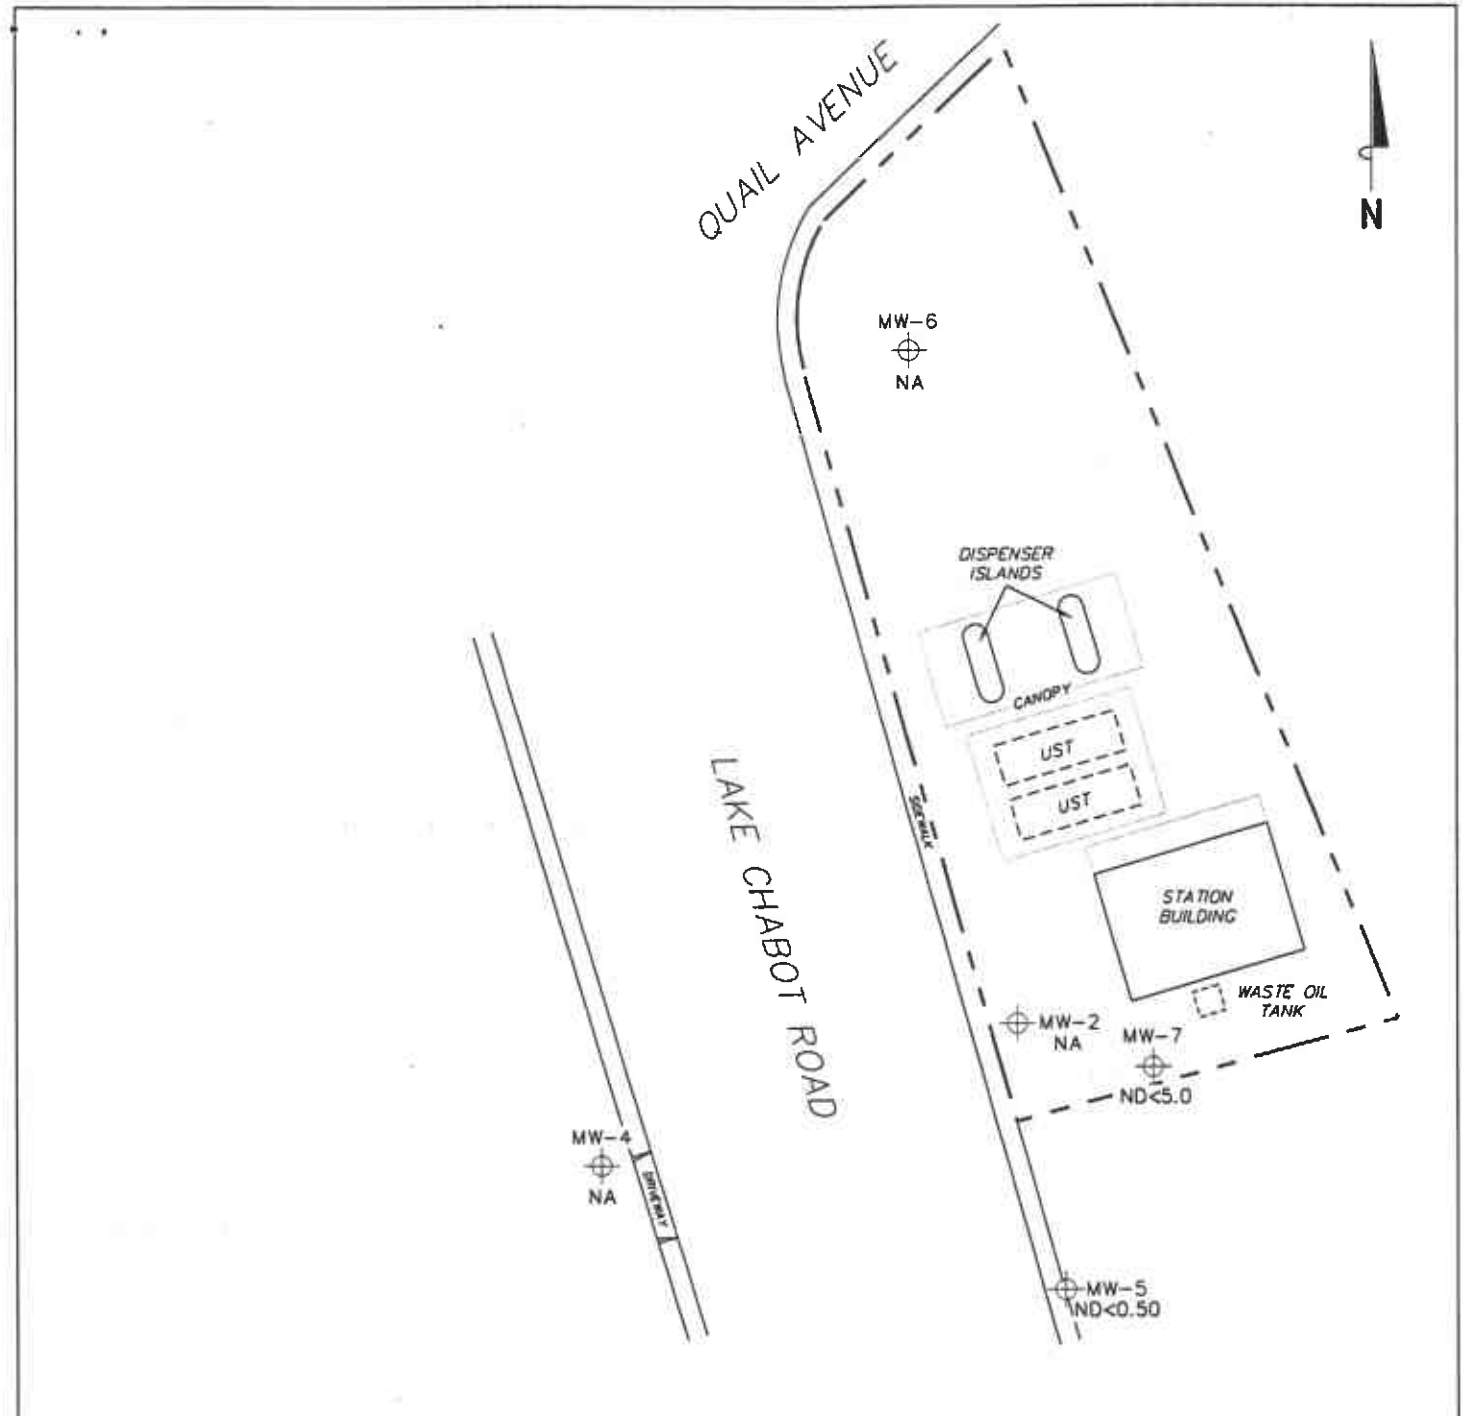 QUAIL AVENUE
N
MW-6
NA
DISPENSER
ISLANDS
CANOPY
UST
UST
SIDEWALK
LAKE CHABOT ROAD
STATION
BUILDING
WASTE OIL
TANK
MW-2
NA
MW-7
ND<5.0
MW-4
NA
DRIVEWAY
MW-5
ND<0.50